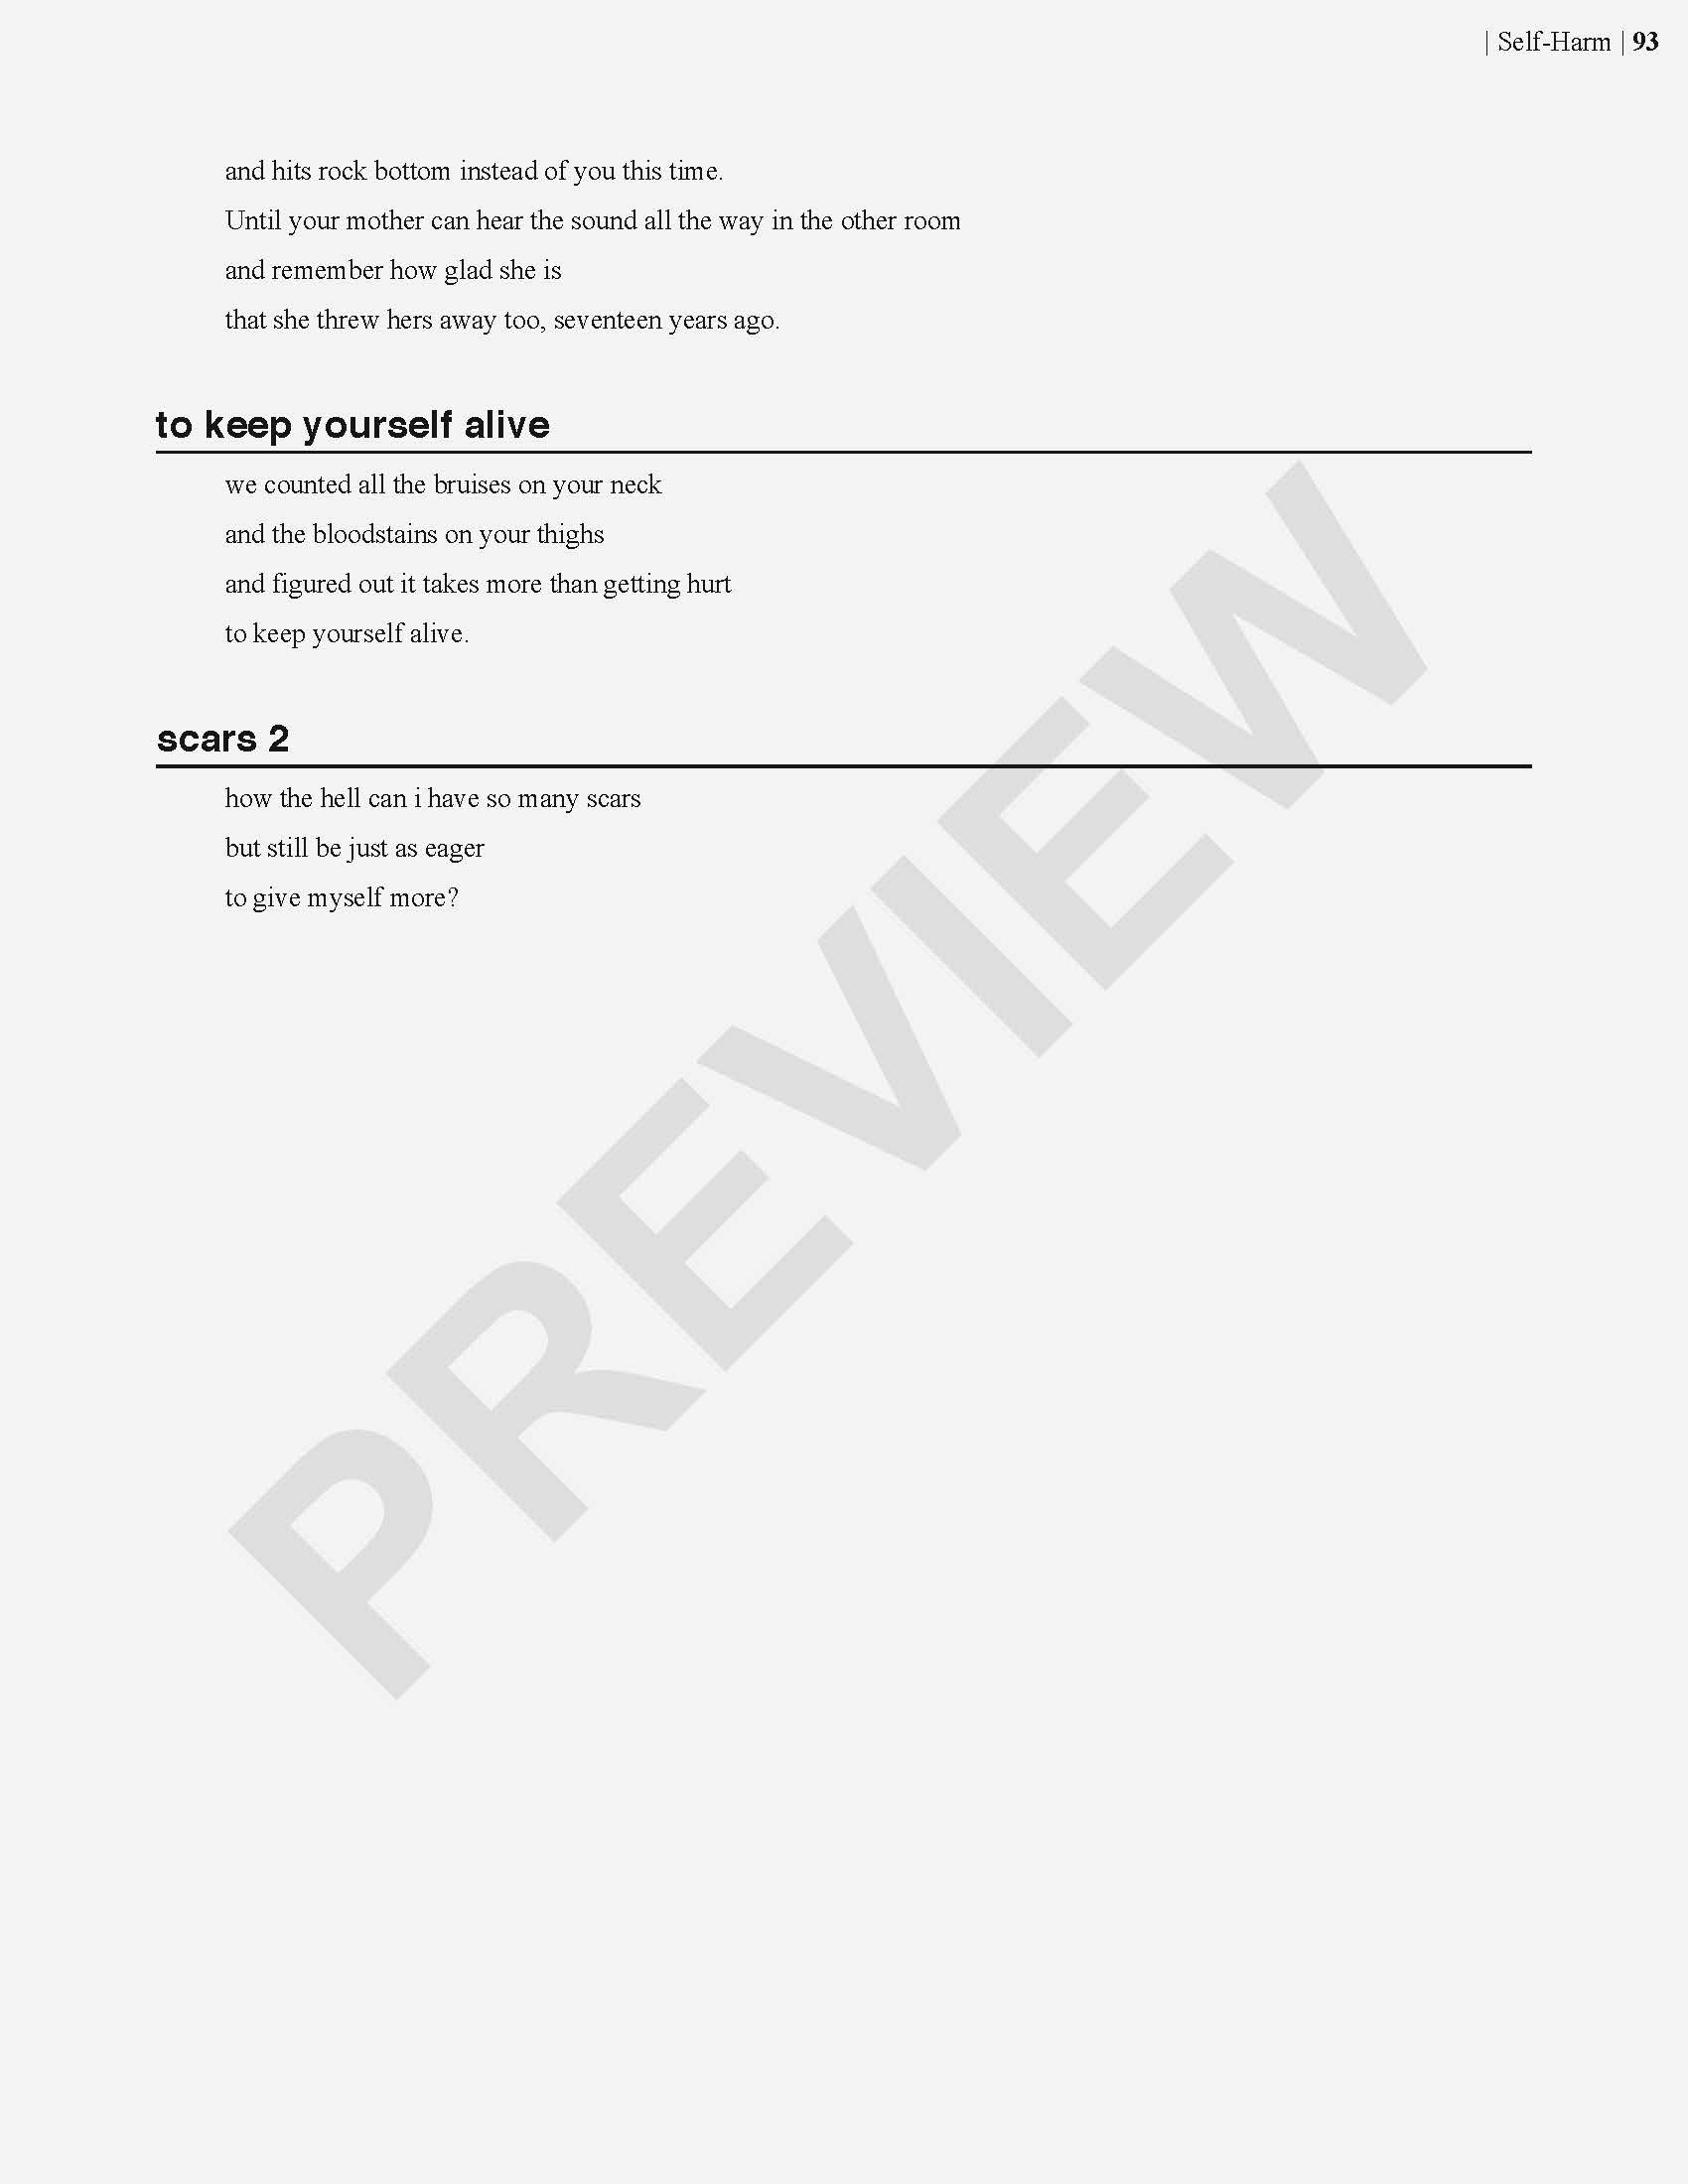 | Self-Harm | 93
and hits rock bottom instead of you this time.
Until your mother can hear the sound all the way in the other room
and remember how glad she is
that she threw hers away too, seventeen years ago.
to keep yourself alive
we counted all the bruises on your neck
and the bloodstains on your thighs
and figured out it takes more than getting hurt
to keep yourself alive.
scars 2
how the hell can i have so many scars
but still be just as eager
to give myself more?
PREVIEW